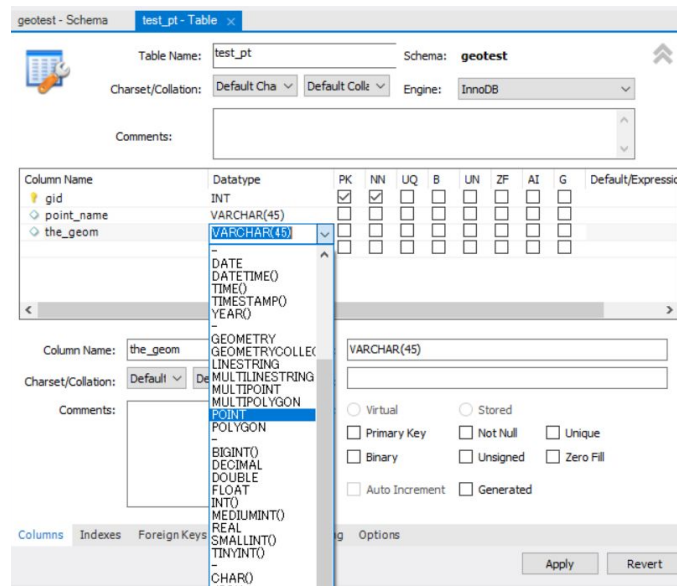 geotest - Schema
test_pt - Table ×
Table Name: test_pt Schema: geotest
Charset/Collation: Default Cha Default Colla Engine: InnoDB
Comments:
Column Name Datatype PK NN UQ B UN ZF AI G Default/Expressio
gid INT
point_name VARCHAR(45)
the_geom VARCHAR(45)
DATE
DATETIME()
TIME()
TIMESTAMP()
YEAR()
GEOMETRY
GEOMETRYCOLLEC
LINESTRING
MULTILINESTRING
MULTIPOINT
MULTIPOLYGON
POINT
POLYGON
BIGINT()
DECIMAL
DOUBLE
FLOAT
INT()
MEDIUMINT()
REAL
SMALLINT()
TINYINT()
CHAR()
Column Name: the_geom VARCHAR(45)
Charset/Collation: Default De
Comments:
Virtual Stored
Primary Key Not Null Unique
Binary Unsigned Zero Fill
Auto Increment Generated
Columns Indexes Foreign Keys g Options
Apply Revert